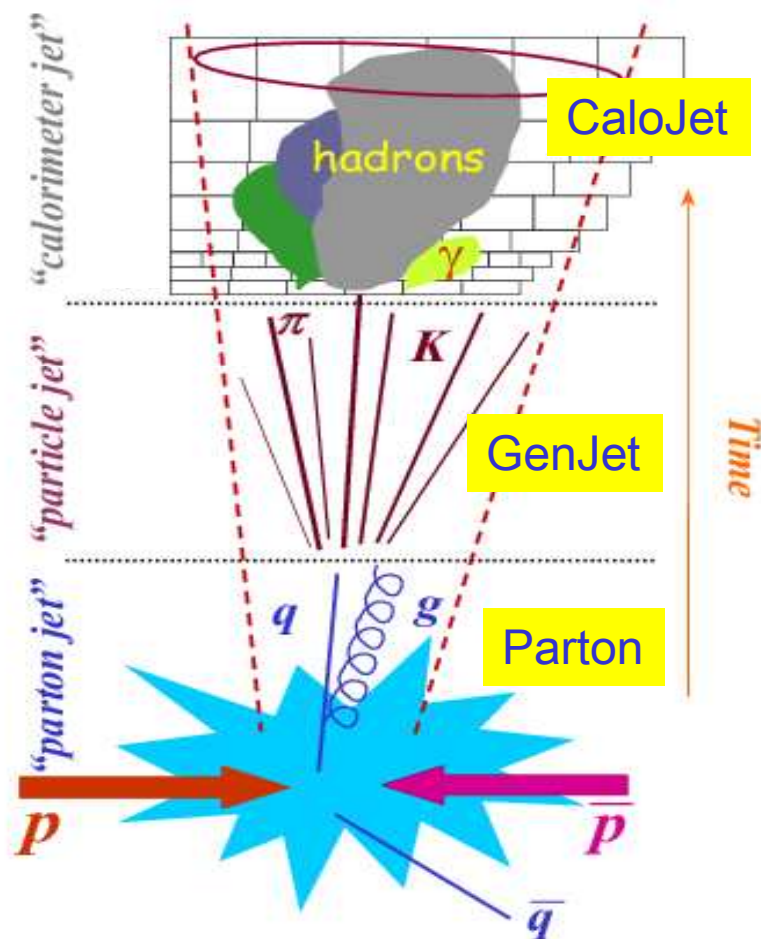 “calorimeter jet”
CaloJet
hadrons
γ
π
K
“particle jet”
GenJet
Time
“parton jet”
q
g
Parton
p
p̅
q̅